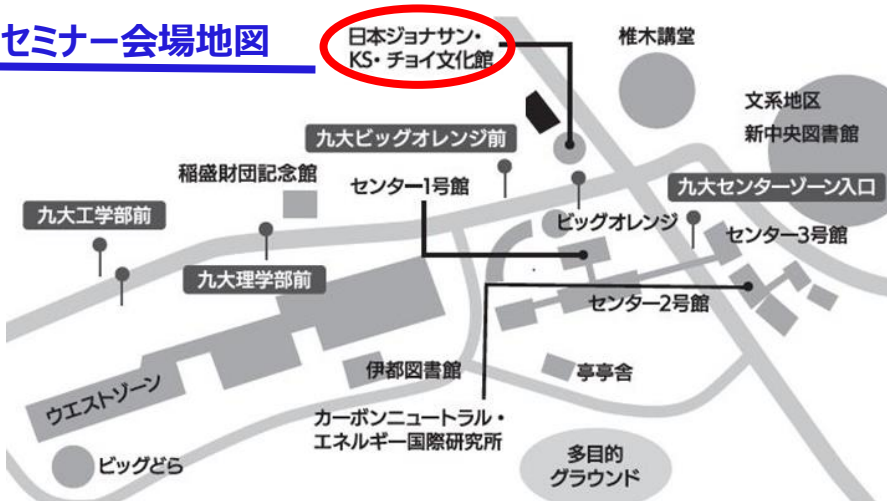 セミナー会場地図
日本ジョナサン・
KS・チョイ文化館
椎木講堂
文系地区
新中央図書館
九大ビッグオレンジ前
稲盛財団記念館
センター1号館
九大センターゾーン入口
九大工学部前
ビッグオレンジ
センター3号館
九大理学部前
センター2号館
伊都図書館
亭亭舎
ウエストゾーン
カーボンニュートラル・
エネルギー国際研究所
多目的
グラウンド
ビッグどら